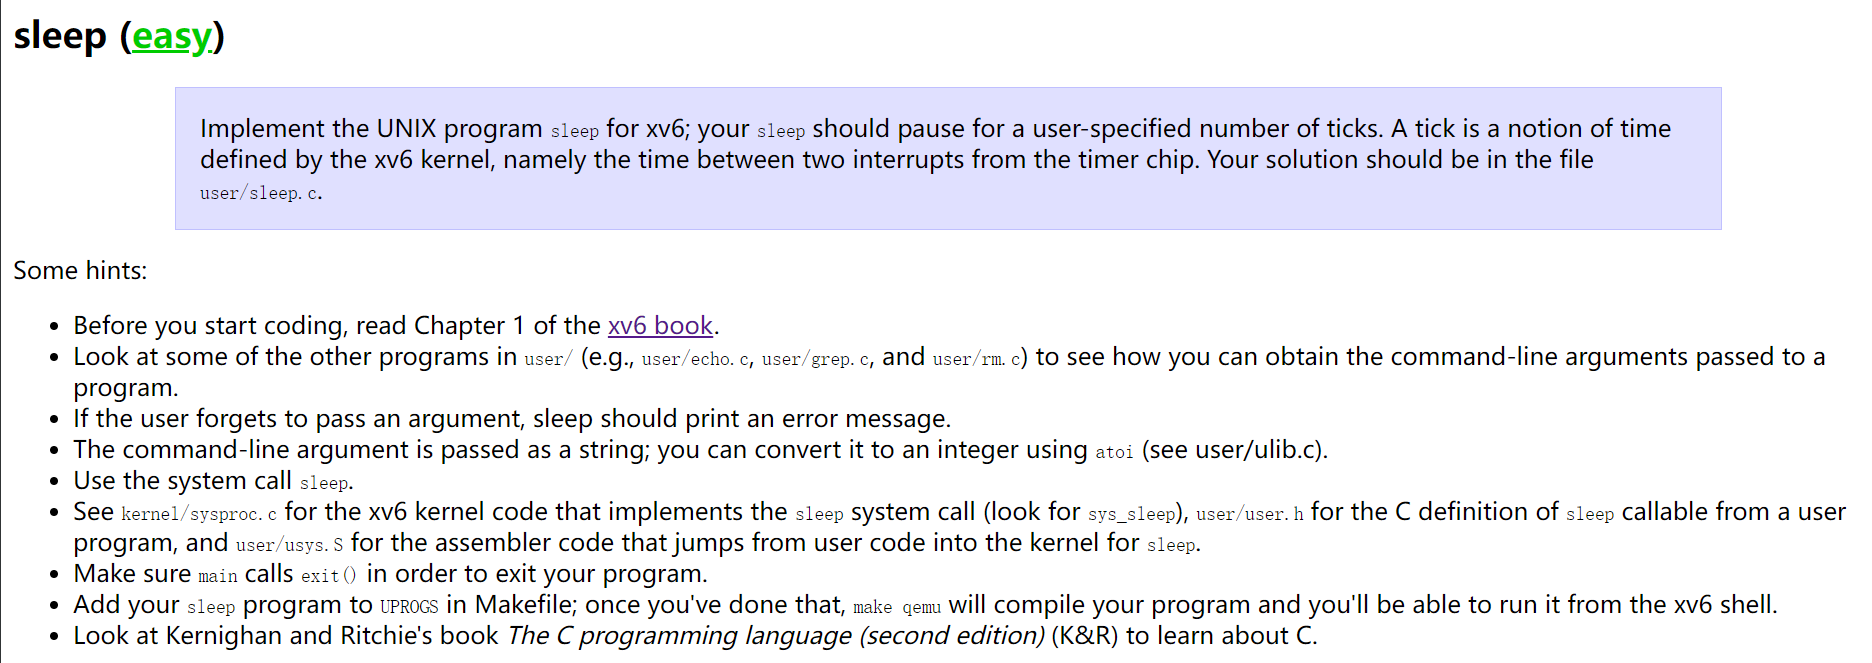 sleep (easy)
Implement the UNIX program sleep for xv6; your sleep should pause for a user-specified number of ticks. A tick is a notion of time
defined by the xv6 kernel, namely the time between two interrupts from the timer chip. Your solution should be in the file
user/sleep.c.
Some hints:
• Before you start coding, read Chapter 1 of the xv6 book.
• Look at some of the other programs in user/ (e.g., user/echo.c, user/grep.c, and user/rm.c) to see how you can obtain the command-line arguments passed to a
program.
• If the user forgets to pass an argument, sleep should print an error message.
• The command-line argument is passed as a string; you can convert it to an integer using atoi (see user/ulib.c).
• Use the system call sleep.
• See kernel/sysproc.c for the xv6 kernel code that implements the sleep system call (look for sys_sleep), user/user.h for the C definition of sleep callable from a user
program, and user/usys.S for the assembler code that jumps from user code into the kernel for sleep.
• Make sure main calls exit() in order to exit your program.
• Add your sleep program to UPROGS in Makefile; once you've done that, make qemu will compile your program and you'll be able to run it from the xv6 shell.
• Look at Kernighan and Ritchie's book The C programming language (second edition) (K&R) to learn about C.